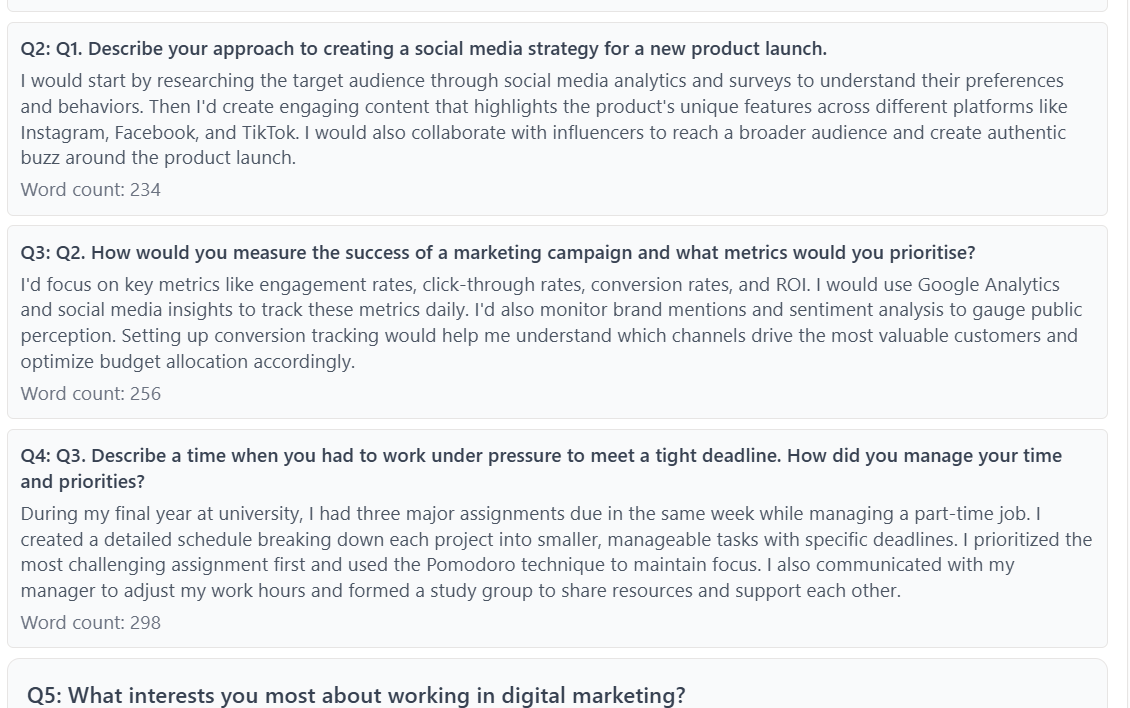 Q2: Q1. Describe your approach to creating a social media strategy for a new product launch.
I would start by researching the target audience through social media analytics and surveys to understand their preferences
and behaviors. Then I'd create engaging content that highlights the product's unique features across different platforms like
Instagram, Facebook, and TikTok. I would also collaborate with influencers to reach a broader audience and create authentic
buzz around the product launch.
Word count: 234
Q3: Q2. How would you measure the success of a marketing campaign and what metrics would you prioritise?
I'd focus on key metrics like engagement rates, click-through rates, conversion rates, and ROI. I would use Google Analytics
and social media insights to track these metrics daily. I'd also monitor brand mentions and sentiment analysis to gauge public
perception. Setting up conversion tracking would help me understand which channels drive the most valuable customers and
optimize budget allocation accordingly.
Word count: 256
Q4: Q3. Describe a time when you had to work under pressure to meet a tight deadline. How did you manage your time
and priorities?
During my final year at university, I had three major assignments due in the same week while managing a part-time job. I
created a detailed schedule breaking down each project into smaller, manageable tasks with specific deadlines. I prioritized the
most challenging assignment first and used the Pomodoro technique to maintain focus. I also communicated with my
manager to adjust my work hours and formed a study group to share resources and support each other.
Word count: 298
Q5: What interests you most about working in digital marketing?